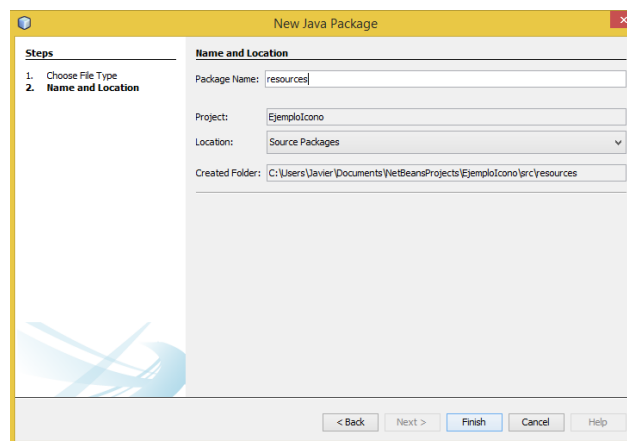 New Java Package
Steps
1. Choose File Type
2. Name and Location
Name and Location
Package Name: resources
Project: EjemploIcono
Location: Source Packages
Created Folder: C:\Users\Javier\Documents\NetBeansProjects\EjemploIcono\src\resources
< Back Next > Finish Cancel Help